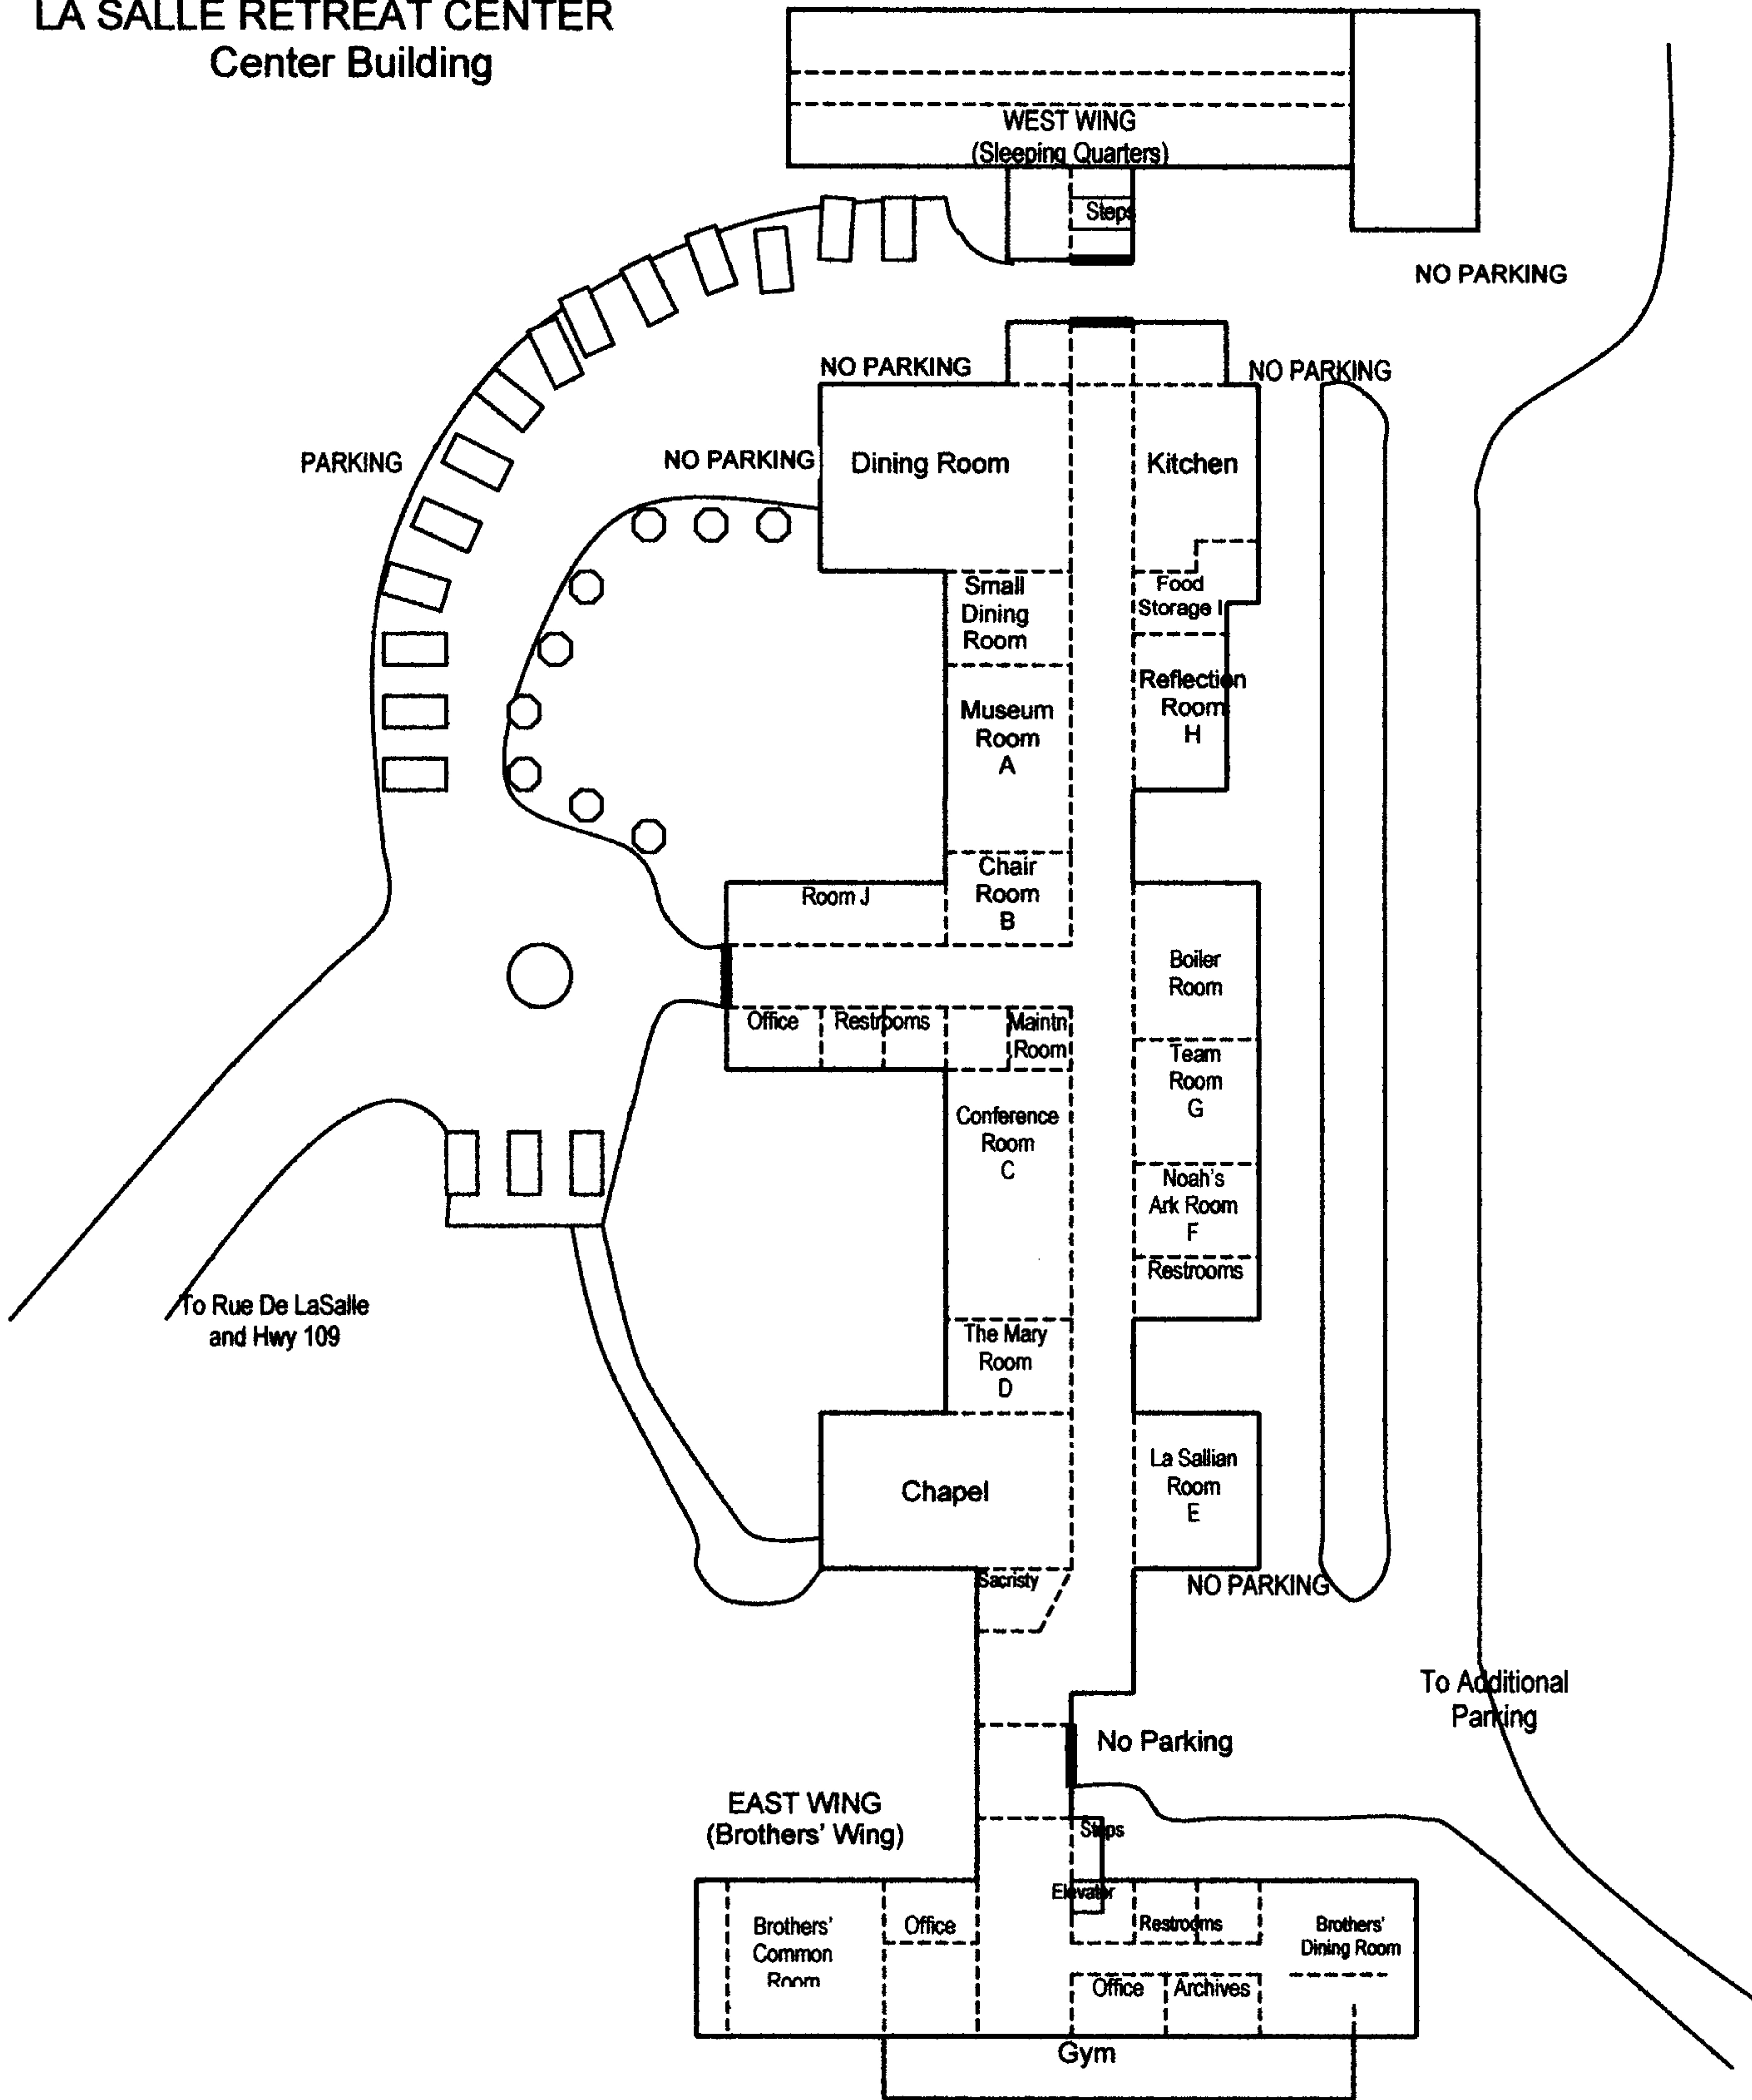 LA SALLE RETREAT CENTER
Center Building
WEST WING
(Sleeping Quarters)
Steps
NO PARKING
NO PARKING
NO PARKING
PARKING
NO PARKING
Dining Room
Kitchen
Small
Dining
Room
Food
Storage I
Museum
Room
A
Reflection
Room
H
Chair
Room
B
Room J
Boiler
Room
Office
Restrooms
Maintn
Room
Team
Room
G
Conference
Room
C
Noah's
Ark Room
F
Restrooms
To Rue De LaSalle
and Hwy 109
The Mary
Room
D
Chapel
La Sallian
Room
E
Sacristy
NO PARKING
To Additional
Parking
No Parking
EAST WING
(Brothers' Wing)
Steps
Elevator
Brothers'
Common
Room
Office
Restrooms
Brothers'
Dining Room
Office
Archives
Gym